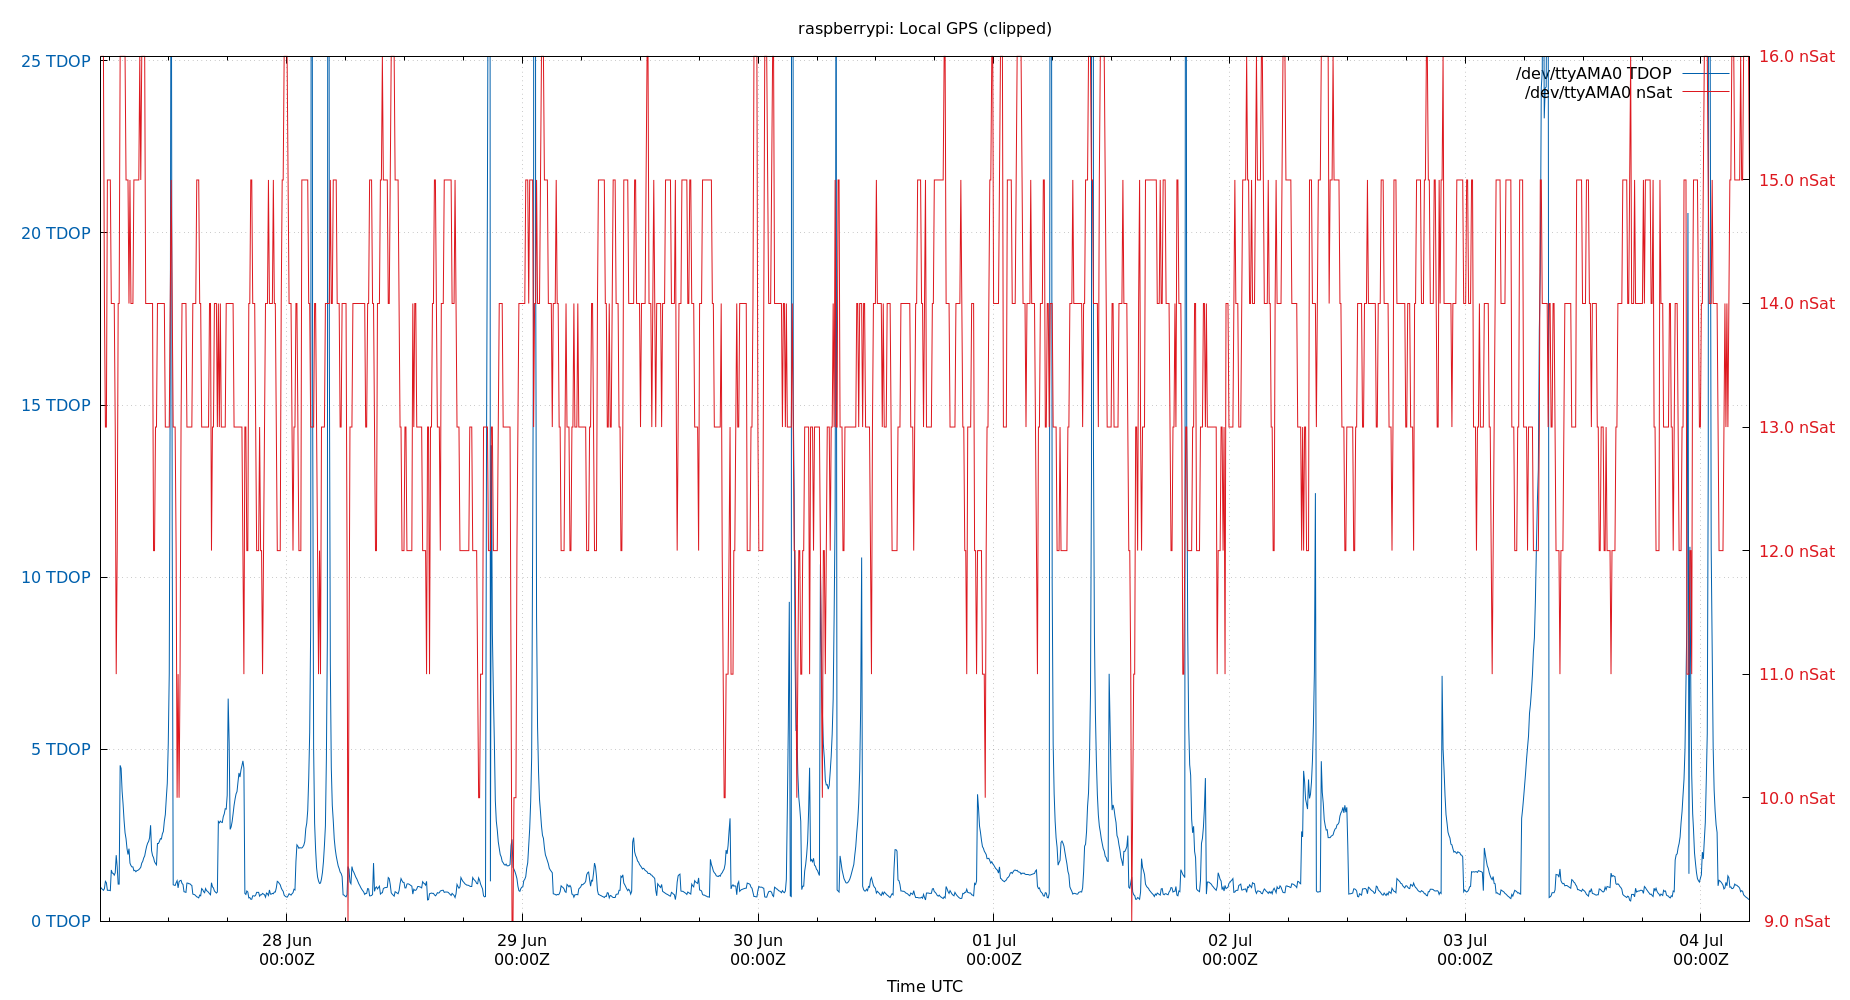 raspberrypi: Local GPS (clipped)
25 TDOP
20 TDOP
15 TDOP
10 TDOP
5 TDOP
0 TDOP
/dev/ttyAMA0 TDOP
/dev/ttyAMA0 nSat
16.0 nSat
15.0 nSat
14.0 nSat
13.0 nSat
12.0 nSat
11.0 nSat
10.0 nSat
9.0 nSat
28 Jun
00:00Z
29 Jun
00:00Z
30 Jun
00:00Z
01 Jul
00:00Z
02 Jul
00:00Z
03 Jul
00:00Z
04 Jul
00:00Z
Time UTC